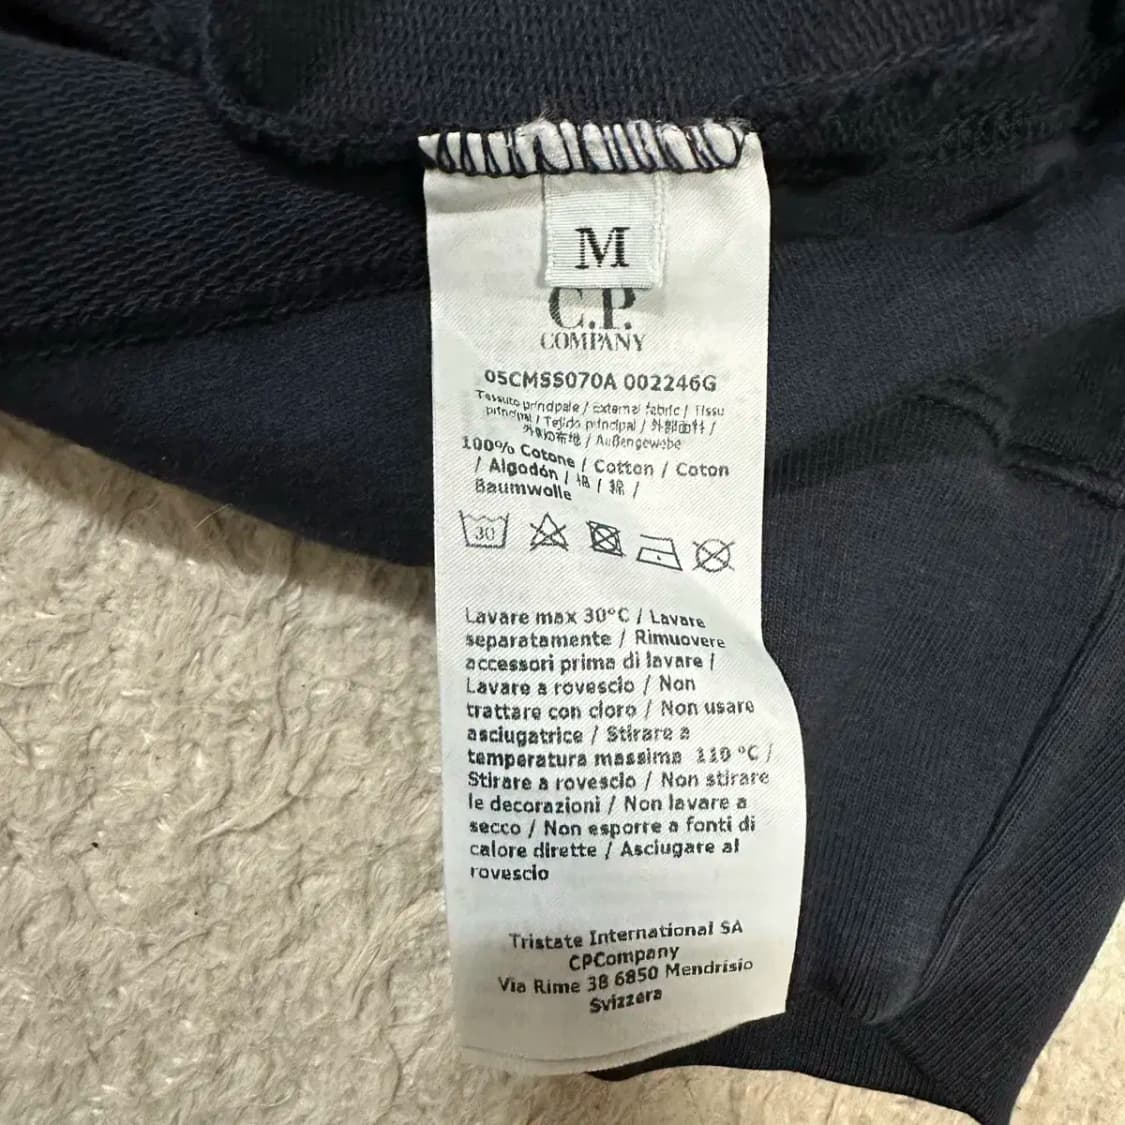 M
C.P.
COMPANY
05CMSS070A 002246G
Tessuto principale / External fabric / Tissu
principal / Tejido principal / 外部面料 /
外側の布地 / Außengewebe
100% Cotone / Cotton / Coton
/ Algodón / 棉 / 綿 /
Baumwolle
30
Lavare max 30°C / Lavare
separatamente / Rimuovere
accessori prima di lavare /
Lavare a rovescio / Non
trattare con cloro / Non usare
asciugatrice / Stirare a
temperatura massima 110 °C /
Stirare a rovescio / Non stirare
le decorazioni / Non lavare a
secco / Non esporre a fonti di
calore dirette / Asciugare al
rovescio
Tristate International SA
CPCompany
Via Rime 38 6850 Mendrisio
Svizzera